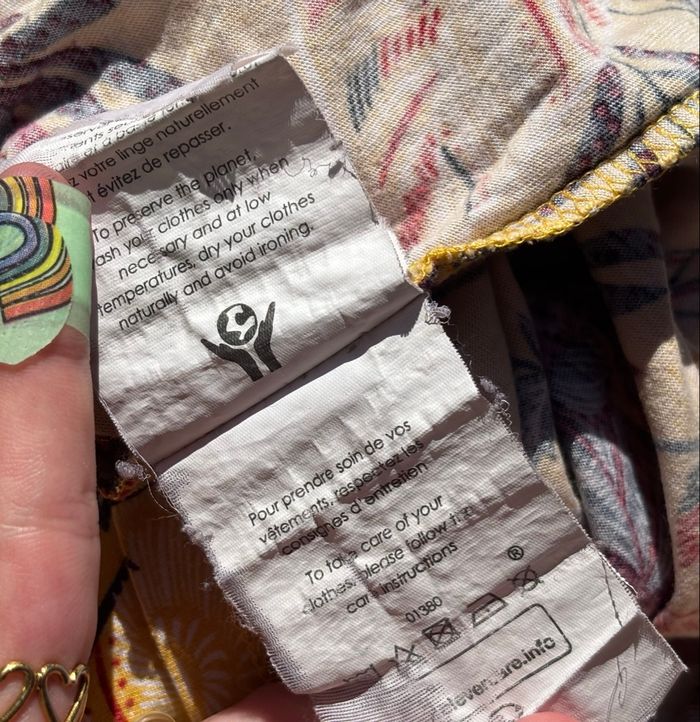 votre linge naturellement
évitez de repasser.
To preserve the planet,
ash your clothes only when
necessary and at low
temperatures, dry your clothes
naturally and avoid ironing.
Pour prendre soin de vos
vêtements, respectez les
consignes d'entretien
To take care of your
clothes, please follow the
care instructions
01380
®
clevercare.info